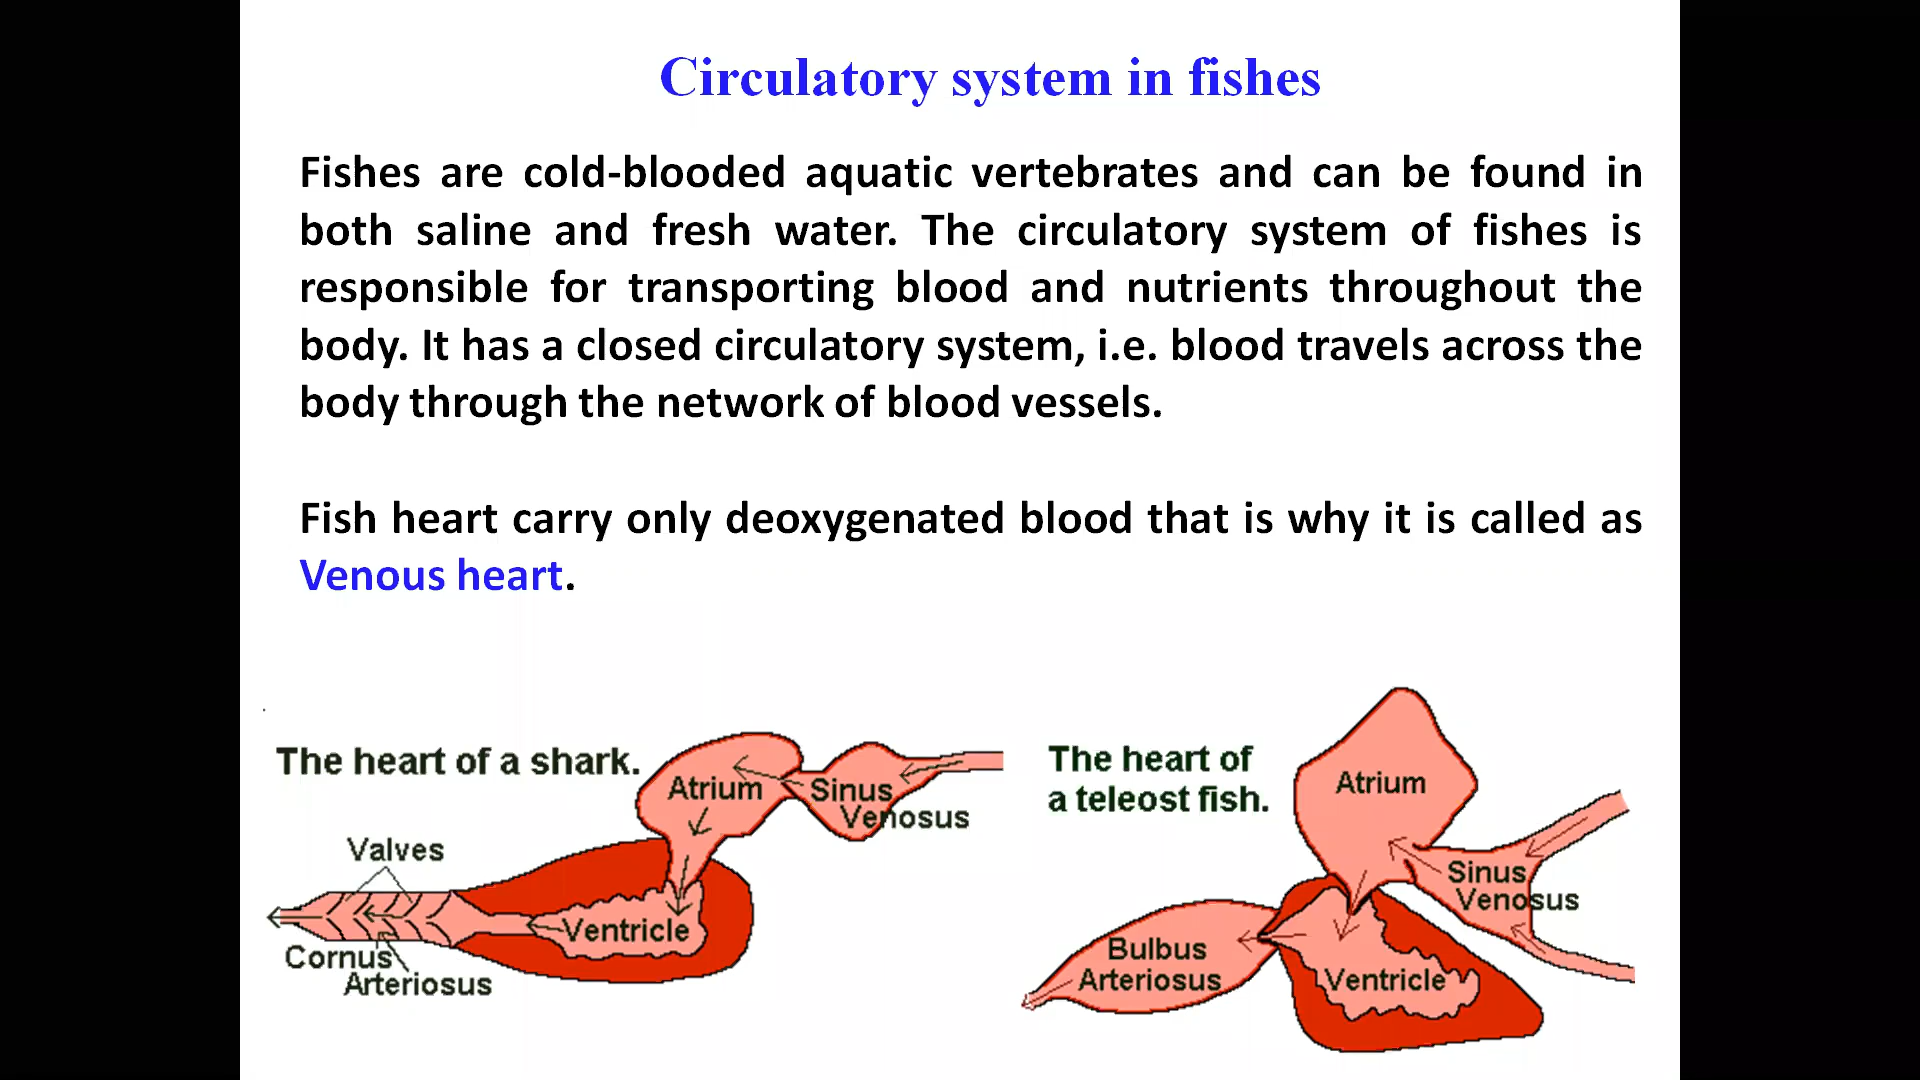 Circulatory system in fishes
Fishes are cold-blooded aquatic vertebrates and can be found in
both saline and fresh water. The circulatory system of fishes is
responsible for transporting blood and nutrients throughout the
body. It has a closed circulatory system, i.e. blood travels across the
body through the network of blood vessels.
Fish heart carry only deoxygenated blood that is why it is called as
Venous heart.
The heart of a shark.
Atrium
Sinus
Venosus
Valves
Ventricle
Cornus
Arteriosus
The heart of
a teleost fish.
Atrium
Sinus
Venosus
Bulbus
Arteriosus
Ventricle